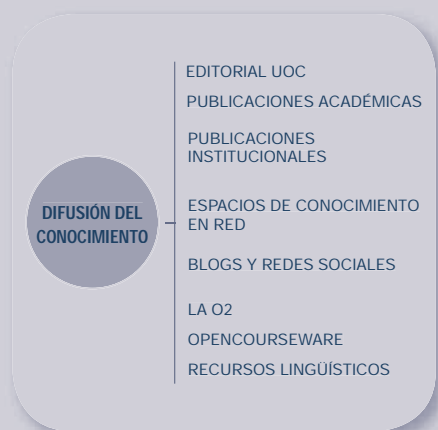 DIFUSIÓN DEL
CONOCIMIENTO
EDITORIAL UOC
PUBLICACIONES ACADÉMICAS
PUBLICACIONES
INSTITUCIONALES
ESPACIOS DE CONOCIMIENTO
EN RED
BLOGS Y REDES SOCIALES
LA O2
OPENCOURSEWARE
RECURSOS LINGÜÍSTICOS